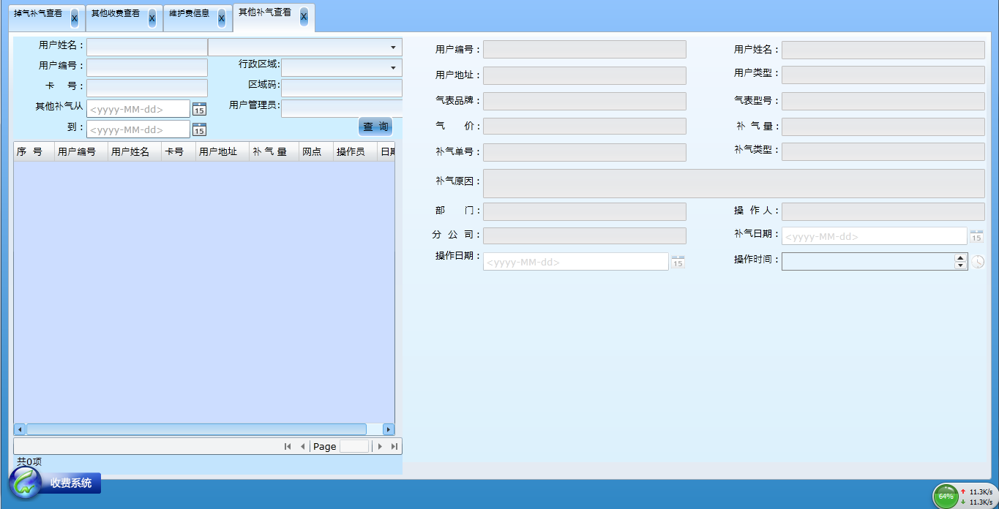 掉气补气查看 X 其他收费查看 X 维护费信息 X 其他补气查看 X
用户姓名：
用户编号： 行政区域:
卡 号： 区域码:
其他补气从 <yyyy-MM-dd> 15 用户管理员:
到： <yyyy-MM-dd> 15 查 询
序 号 用户编号 用户姓名 卡号 用户地址 补 气 量 网点 操作员 日期
Page
共0项
用户编号： 用户姓名：
用户地址： 用户类型：
气表品牌： 气表型号：
气 价： 补 气 量：
补气单号： 补气类型：
补气原因：
部 门： 操 作 人：
分 公 司： 补气日期： <yyyy-MM-dd> 15
操作日期： <yyyy-MM-dd> 15 操作时间：
收费系统
64% 11.3K/s
11.3K/s